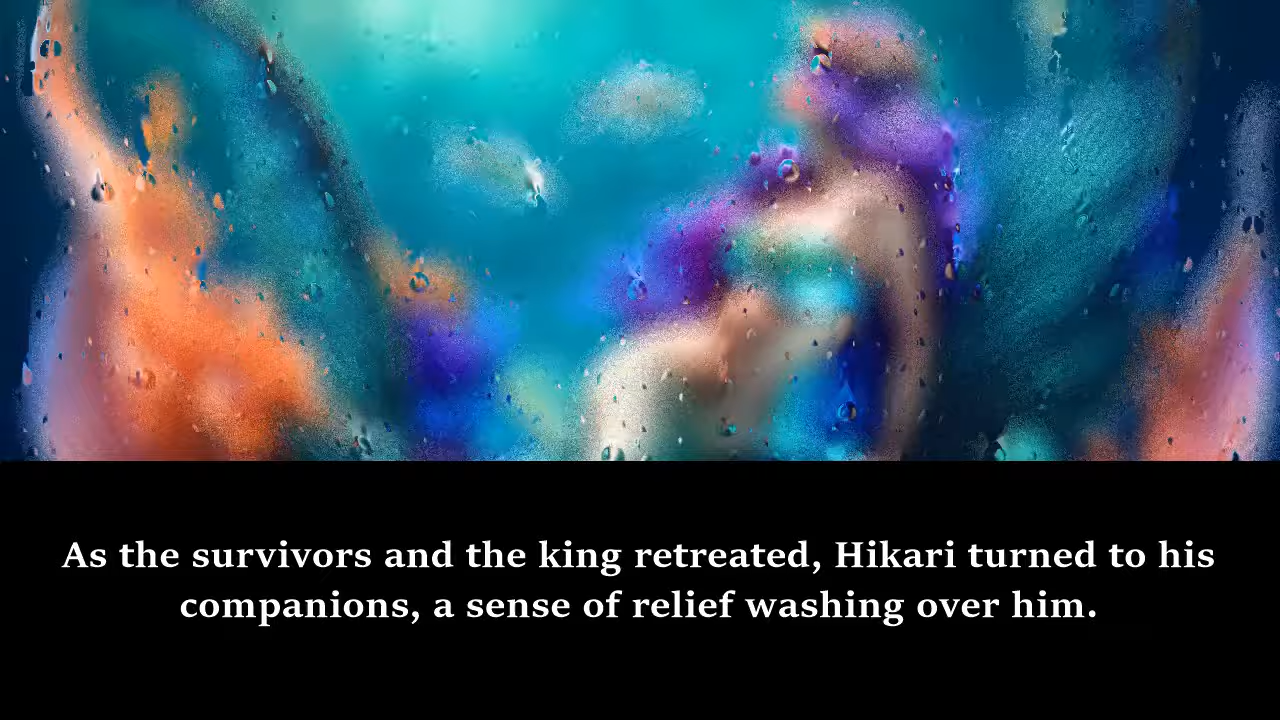 As the survivors and the king retreated, Hikari turned to his
companions, a sense of relief washing over him.